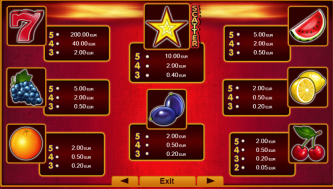 5 • 200.00 EUR
4 • 40.00 EUR
3 • 2.00 EUR
SCATTER
5 • 10.00 EUR
4 • 2.00 EUR
3 • 0.40 EUR
5 • 5.00 EUR
4 • 2.00 EUR
3 • 0.50 EUR
5 • 5.00 EUR
4 • 2.00 EUR
3 • 0.50 EUR
5 • 2.00 EUR
4 • 0.50 EUR
3 • 0.20 EUR
5 • 2.00 EUR
4 • 0.50 EUR
3 • 0.20 EUR
5 • 2.00 EUR
4 • 0.50 EUR
3 • 0.20 EUR
5 • 2.00 EUR
4 • 0.50 EUR
3 • 0.20 EUR
2 • 0.05 EUR
Exit